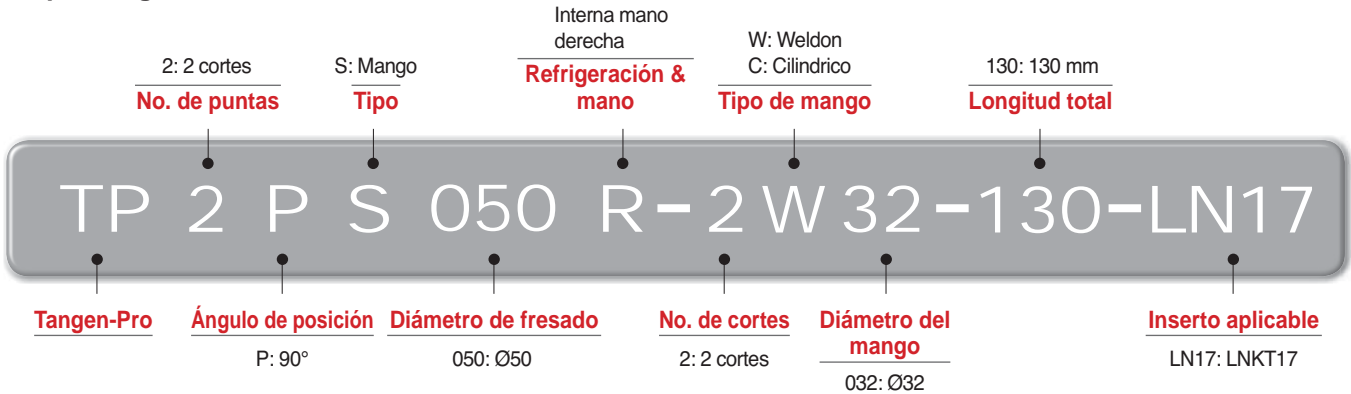 2: 2 cortes
No. de puntas
S: Mango
Tipo
Interna mano
derecha
Refrigeración &
mano
W: Weldon
C: Cilindrico
Tipo de mango
130: 130 mm
Longitud total
TP 2 P S 050 R-2W32-130-LN17
Tangen-Pro
Ángulo de posición
P: 90°
Diámetro de fresado
050: Ø50
No. de cortes
2: 2 cortes
Diámetro del
mango
032: Ø32
Inserto aplicable
LN17: LNKT17